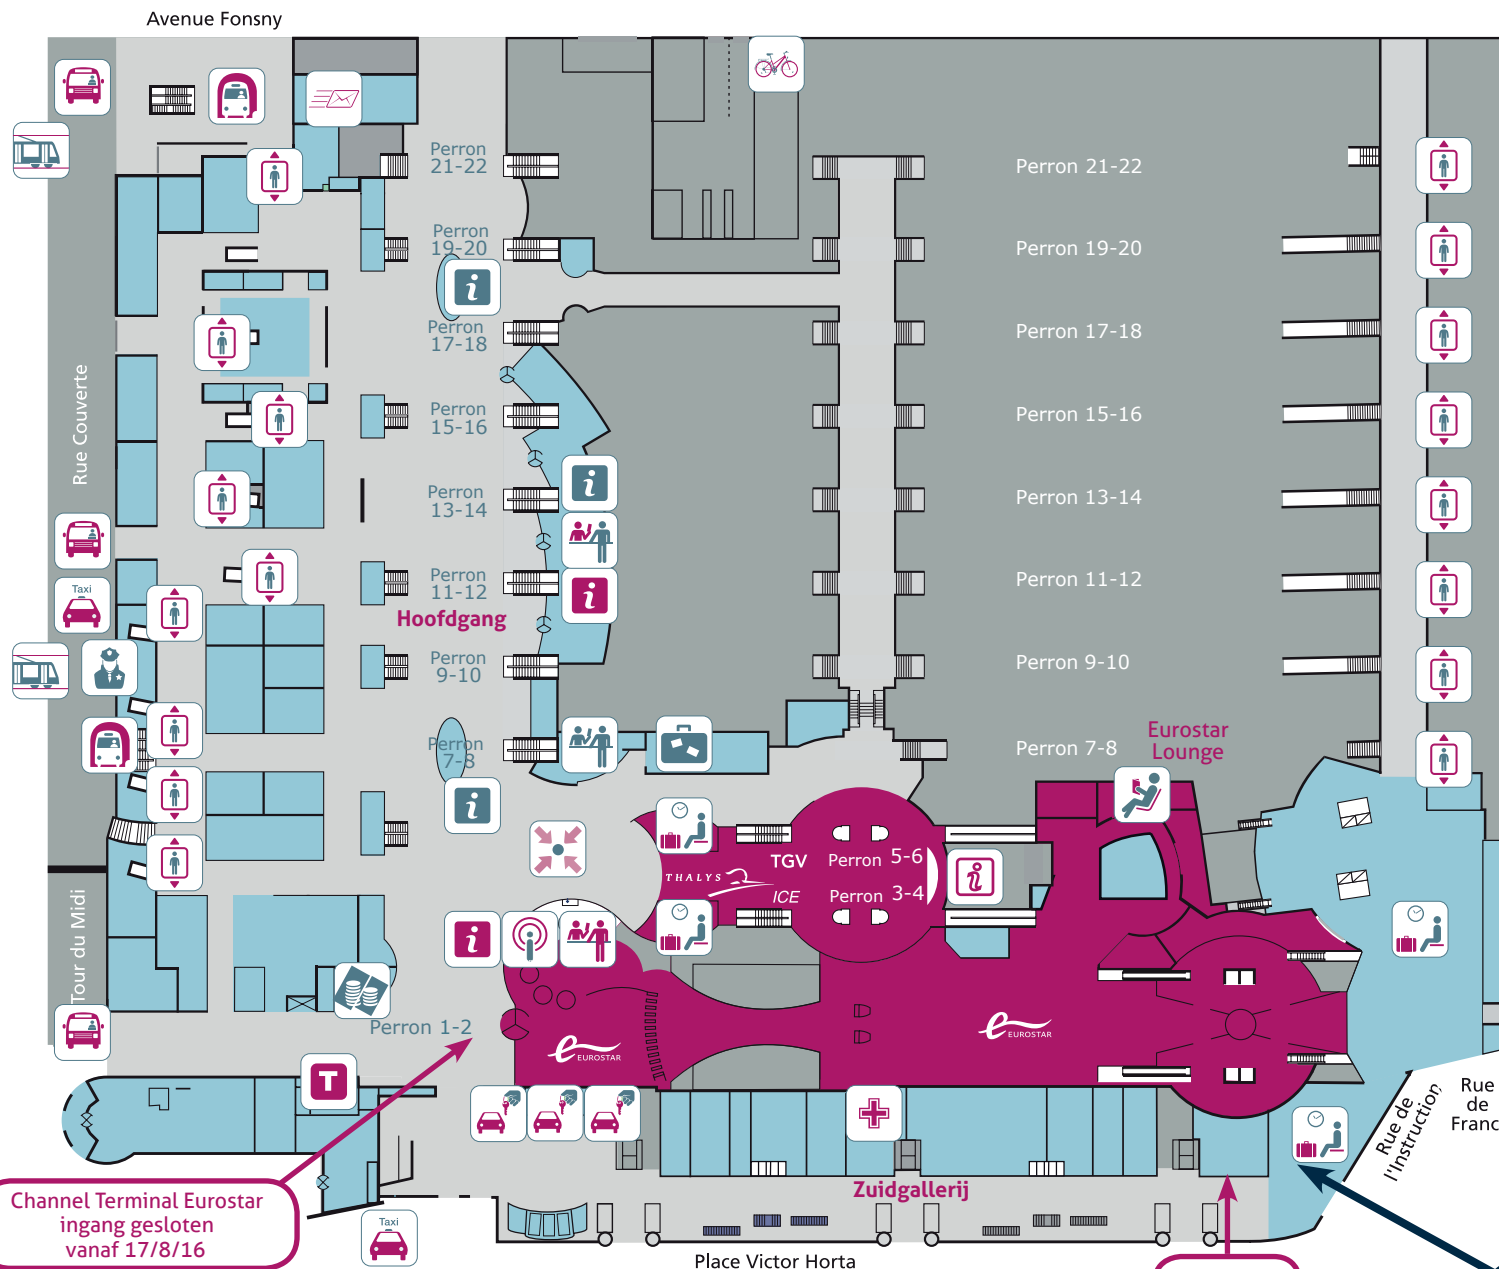 Avenue Fonsny
Perron
21-22
Perron 21-22
Perron
19-20
Perron 19-20
Perron
17-18
Perron 17-18
Rue Couverte
Perron
15-16
Perron 15-16
Perron
13-14
Perron 13-14
Perron
11-12
Perron 11-12
Taxi
Hoofdgang
Perron
9-10
Perron 9-10
Perron
7-8
Perron 7-8
Eurostar
Lounge
TGV
Perron 5-6
THALYS
ICE
Perron 3-4
Tour du Midi
Perron 1-2
EUROSTAR
EUROSTAR
T
Rue de
l'Instruction
Rue
de
Franc
Channel Terminal Eurostar
ingang gesloten
vanaf 17/8/16
Zuidgallerij
Taxi
Place Victor Horta